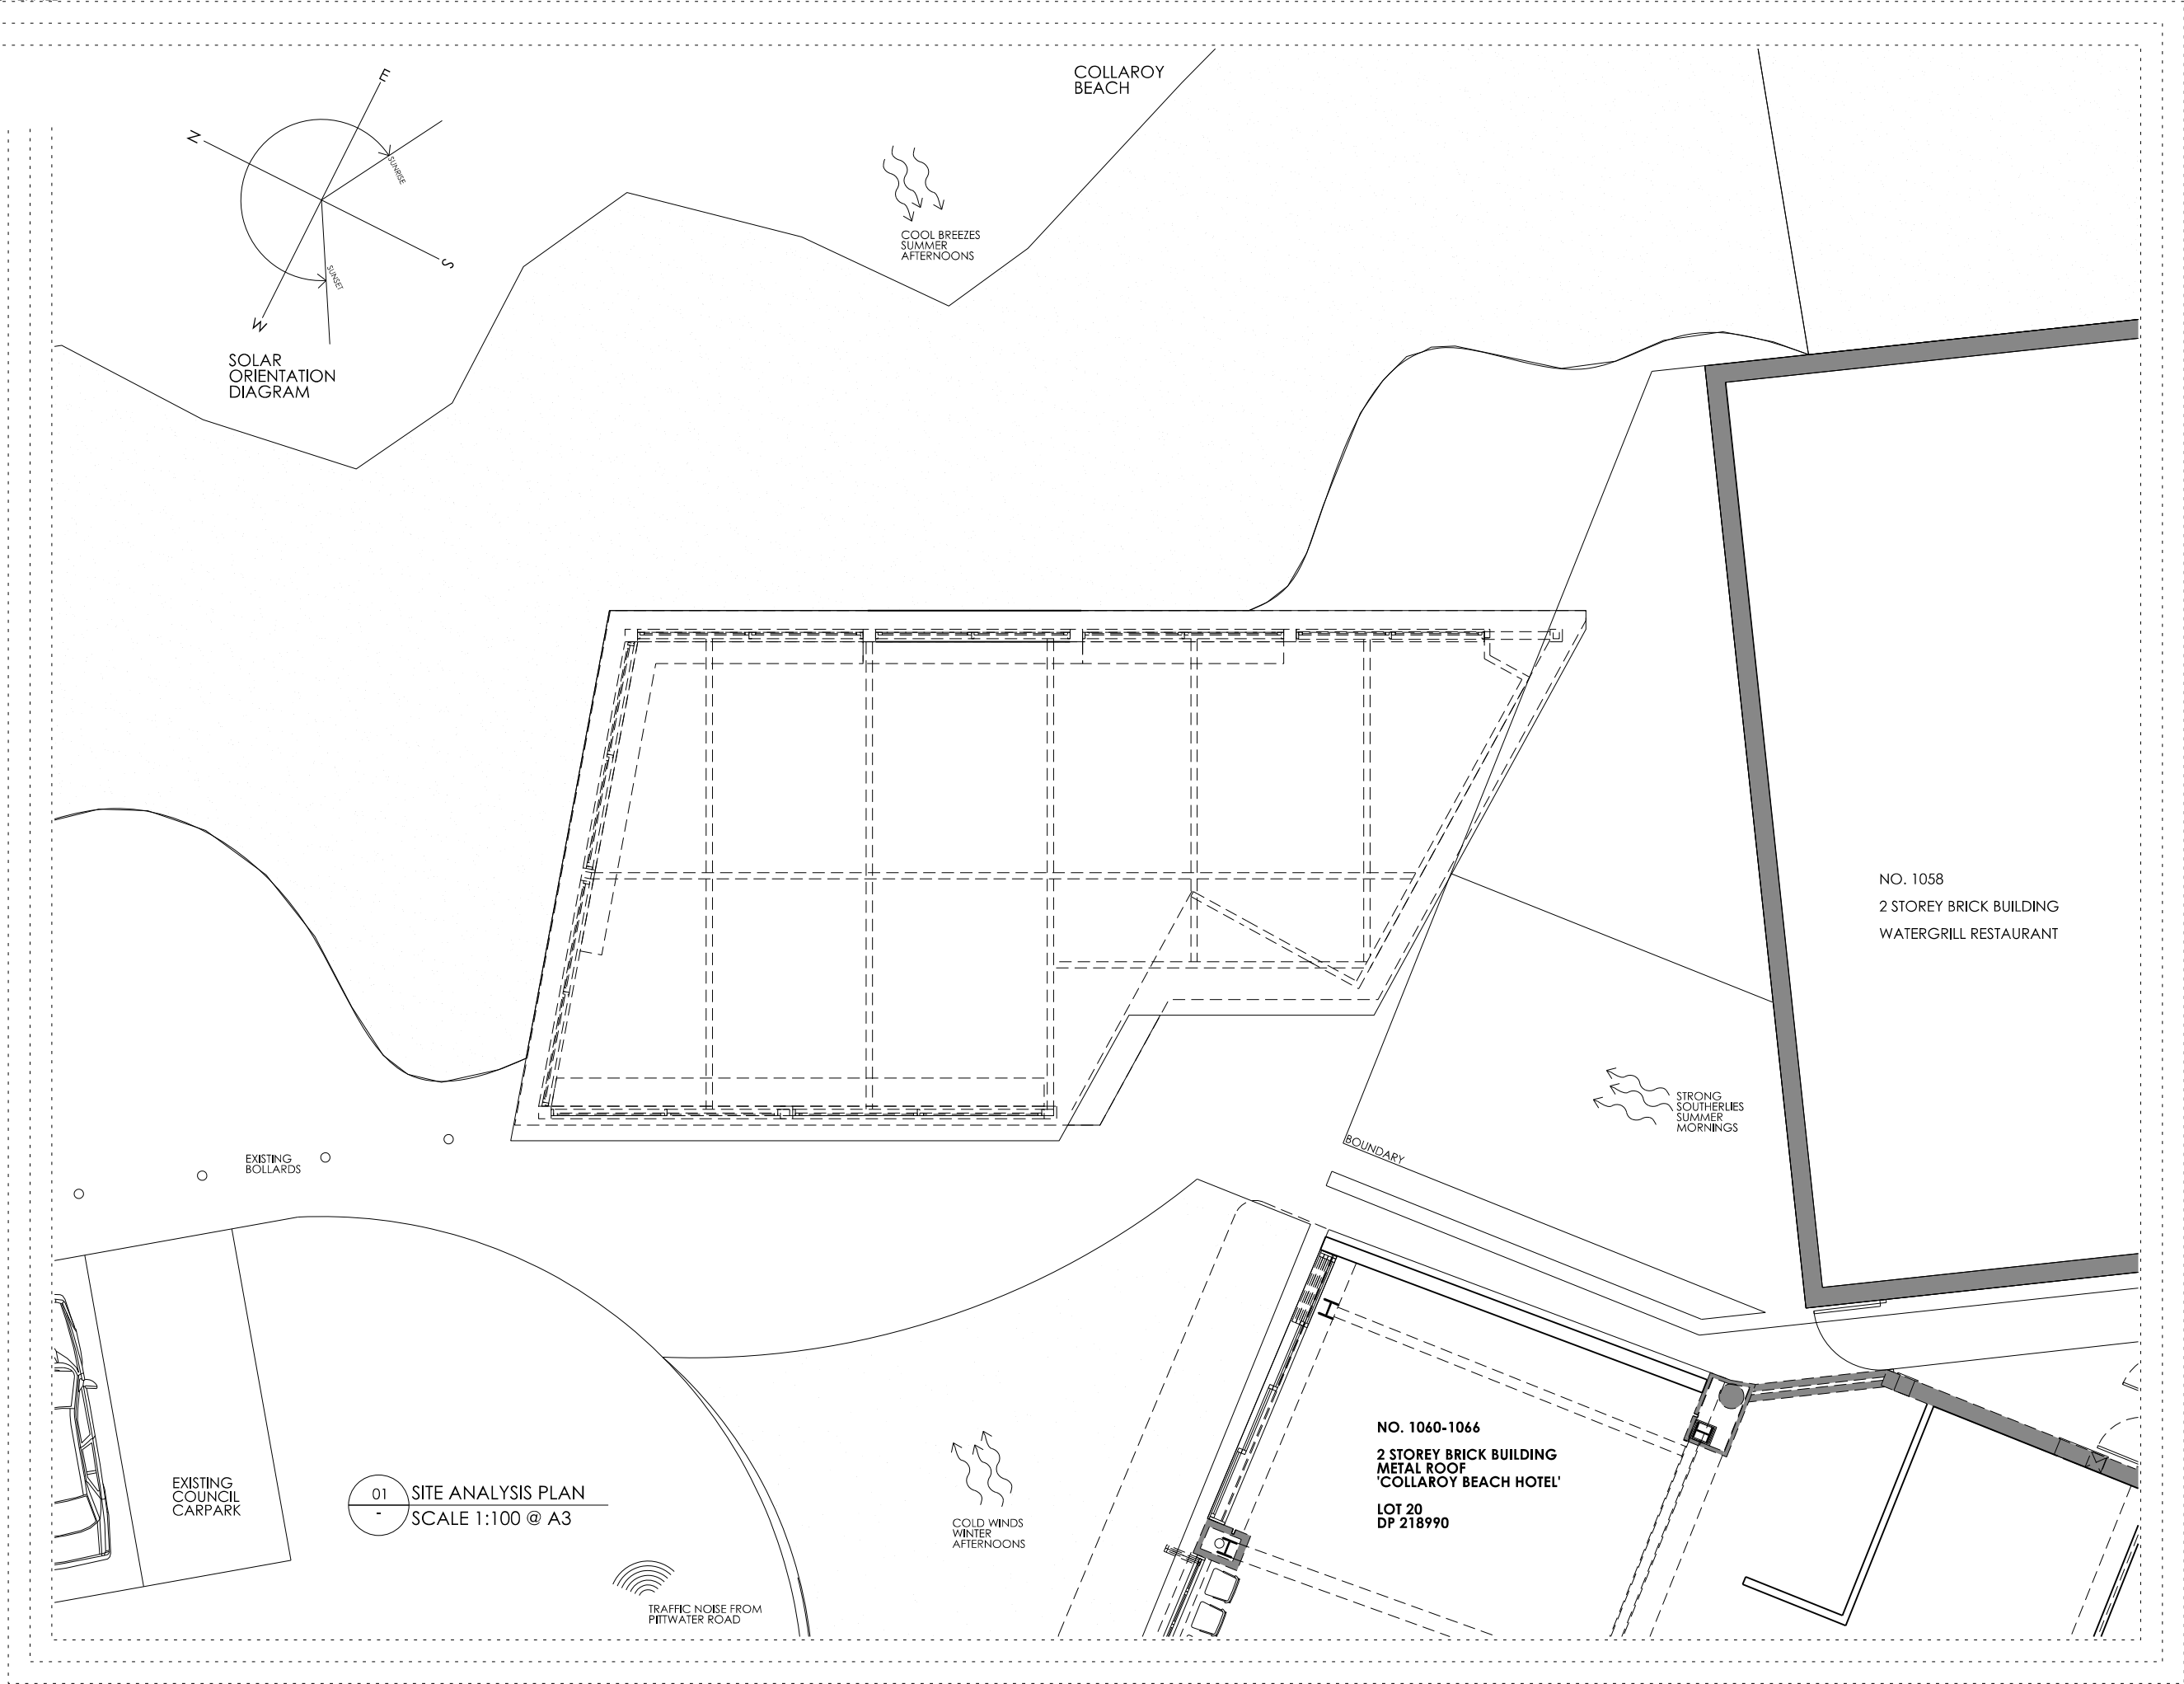 COLLAROY
BEACH
E
N
SUNRISE
S
SUNSET
W
SOLAR
ORIENTATION
DIAGRAM
COOL BREEZES
SUMMER
AFTERNOONS
NO. 1058
2 STOREY BRICK BUILDING
WATERGRILL RESTAURANT
STRONG
SOUTHERLIES
SUMMER
MORNINGS
BOUNDARY
EXISTING
BOLLARDS
NO. 1060-1066
2 STOREY BRICK BUILDING
METAL ROOF
'COLLAROY BEACH HOTEL'
LOT 20
DP 218990
EXISTING
COUNCIL
CARPARK
01
-
SITE ANALYSIS PLAN
SCALE 1:100 @ A3
COLD WINDS
WINTER
AFTERNOONS
TRAFFIC NOISE FROM
PITTWATER ROAD